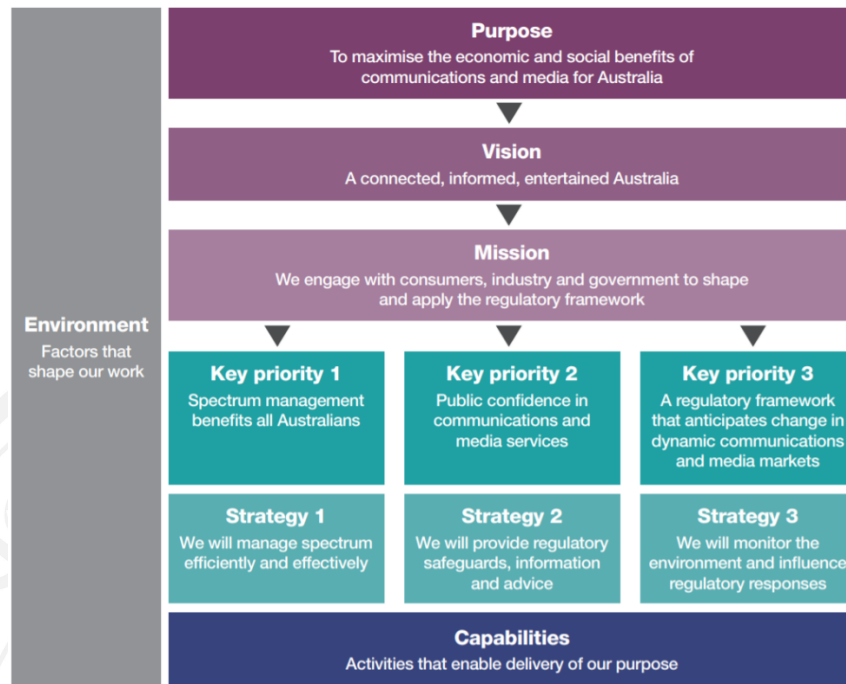 Purpose
To maximise the economic and social benefits of
communications and media for Australia
Vision
A connected, informed, entertained Australia
Mission
We engage with consumers, industry and government to shape
and apply the regulatory framework
Environment
Factors that
shape our work
Key priority 1
Spectrum management
benefits all Australians
Key priority 2
Public confidence in
communications and
media services
Key priority 3
A regulatory framework
that anticipates change in
dynamic communications
and media markets
Strategy 1
We will manage spectrum
efficiently and effectively
Strategy 2
We will provide regulatory
safeguards, information
and advice
Strategy 3
We will monitor the
environment and influence
regulatory responses
Capabilities
Activities that enable delivery of our purpose